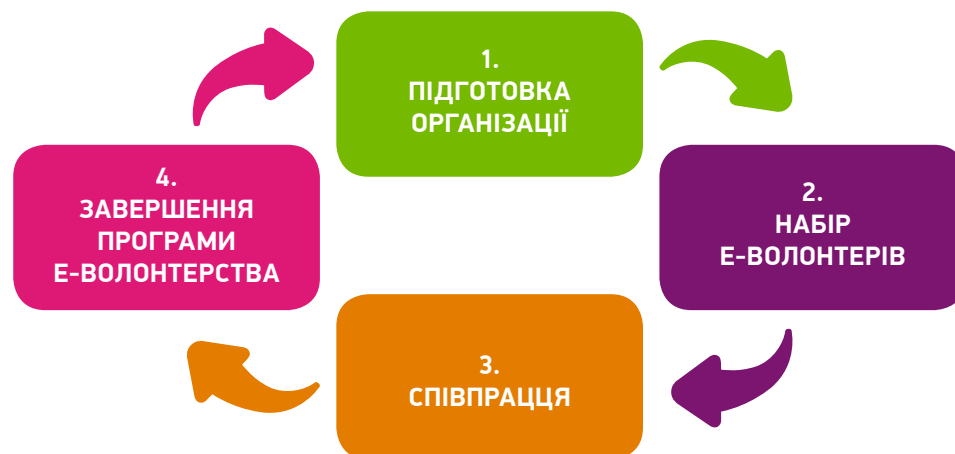 1.
ПІДГОТОВКА
ОРГАНІЗАЦІЇ
2.
НАБІР
Е-ВОЛОНТЕРІВ
3.
СПІВПРАЦЦЯ
4.
ЗАВЕРШЕННЯ
ПРОГРАМИ
Е-ВОЛОНТЕРСТВА